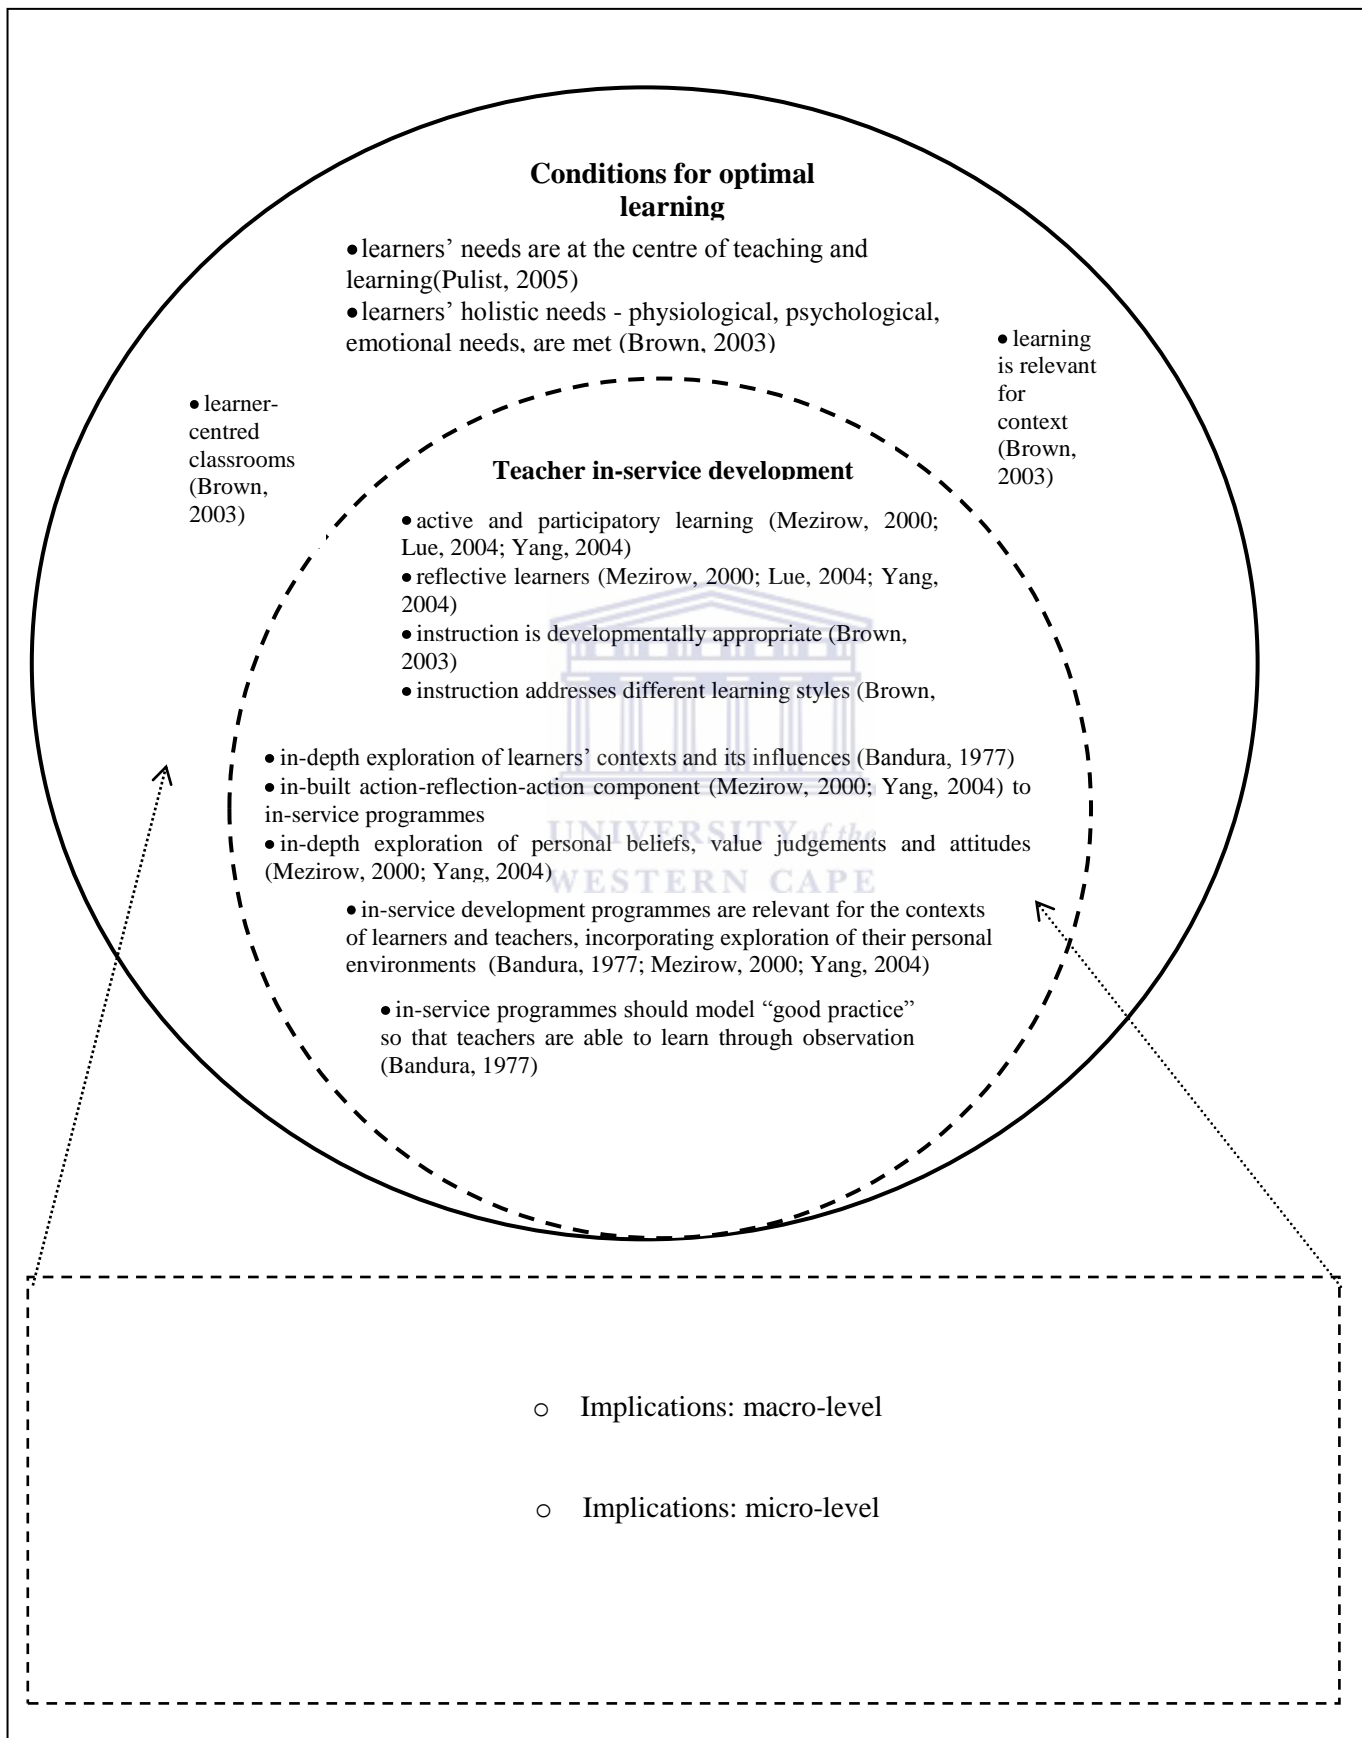 Conditions for optimal
learning
• learners’ needs are at the centre of teaching and
learning(Pulist, 2005)
• learners’ holistic needs - physiological, psychological,
emotional needs, are met (Brown, 2003)
• learner-
centred
classrooms
(Brown,
2003)
• learning
is relevant
for
context
(Brown,
2003)
Teacher in-service development
• active and participatory learning (Mezirow, 2000;
Lue, 2004; Yang, 2004)
• reflective learners (Mezirow, 2000; Lue, 2004; Yang,
2004)
• instruction is developmentally appropriate (Brown,
2003)
• instruction addresses different learning styles (Brown,
• in-depth exploration of learners’ contexts and its influences (Bandura, 1977)
• in-built action-reflection-action component (Mezirow, 2000; Yang, 2004) to
in-service programmes
• in-depth exploration of personal beliefs, value judgements and attitudes
(Mezirow, 2000; Yang, 2004)
UNIVERSITY of the
WESTERN CAPE
• in-service development programmes are relevant for the contexts
of learners and teachers, incorporating exploration of their personal
environments (Bandura, 1977; Mezirow, 2000; Yang, 2004)
• in-service programmes should model “good practice”
so that teachers are able to learn through observation
(Bandura, 1977)
o Implications: macro-level
o Implications: micro-level